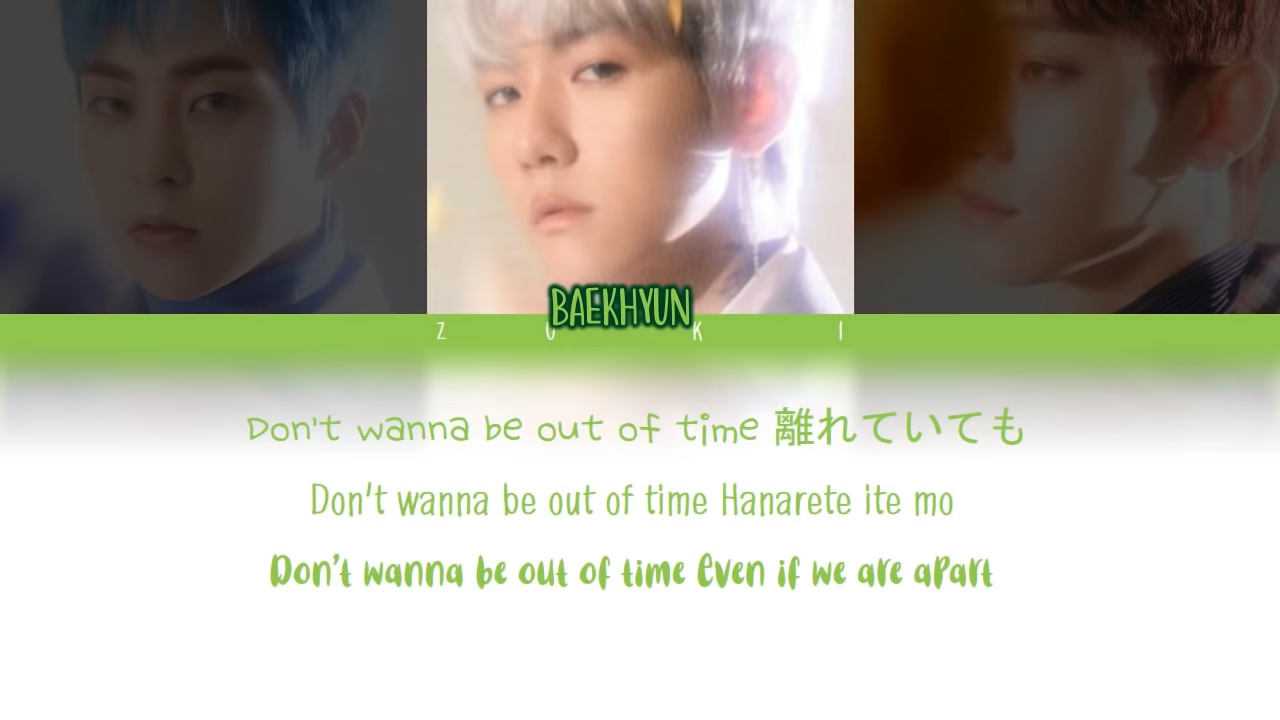 BAEKHYUN
Z U K I
Don't wanna be out of time 離れていても
Don't wanna be out of time Hanarete ite mo
Don't wanna be out of time Even if we are apart